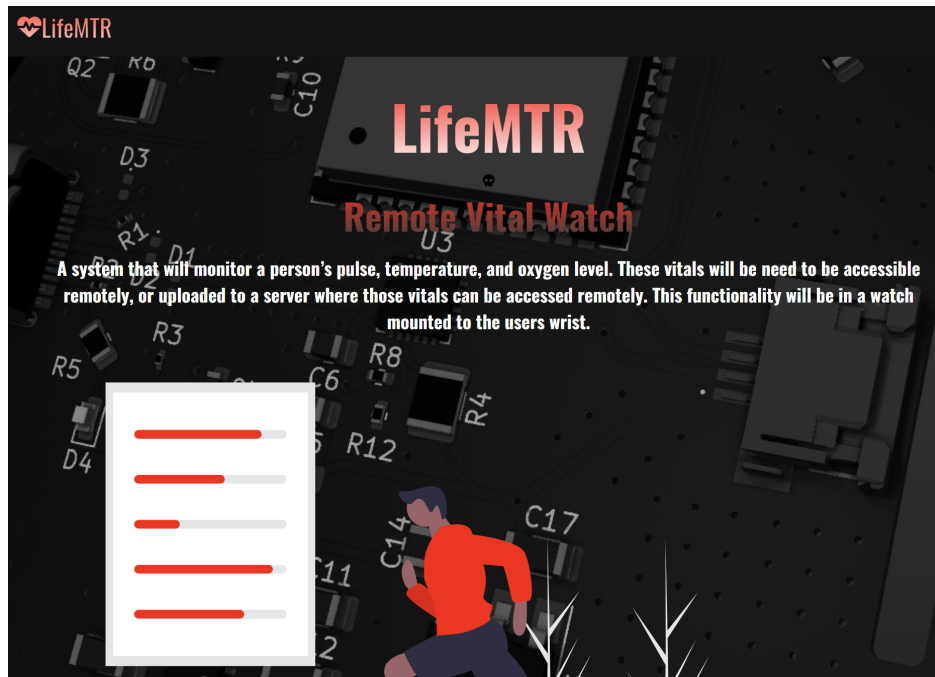 LifeMTR
Q2
R6
C10
LifeMTR
D3
Remote Vital Watch
R1
D1
U3
R2
D2
A system that will monitor a person’s pulse, temperature, and oxygen level. These vitals will be need to be accessible
remotely, or uploaded to a server where those vitals can be accessed remotely. This functionality will be in a watch
mounted to the users wrist.
R3
R5
R8
C6
R4
R12
D4
C14
C17
C11